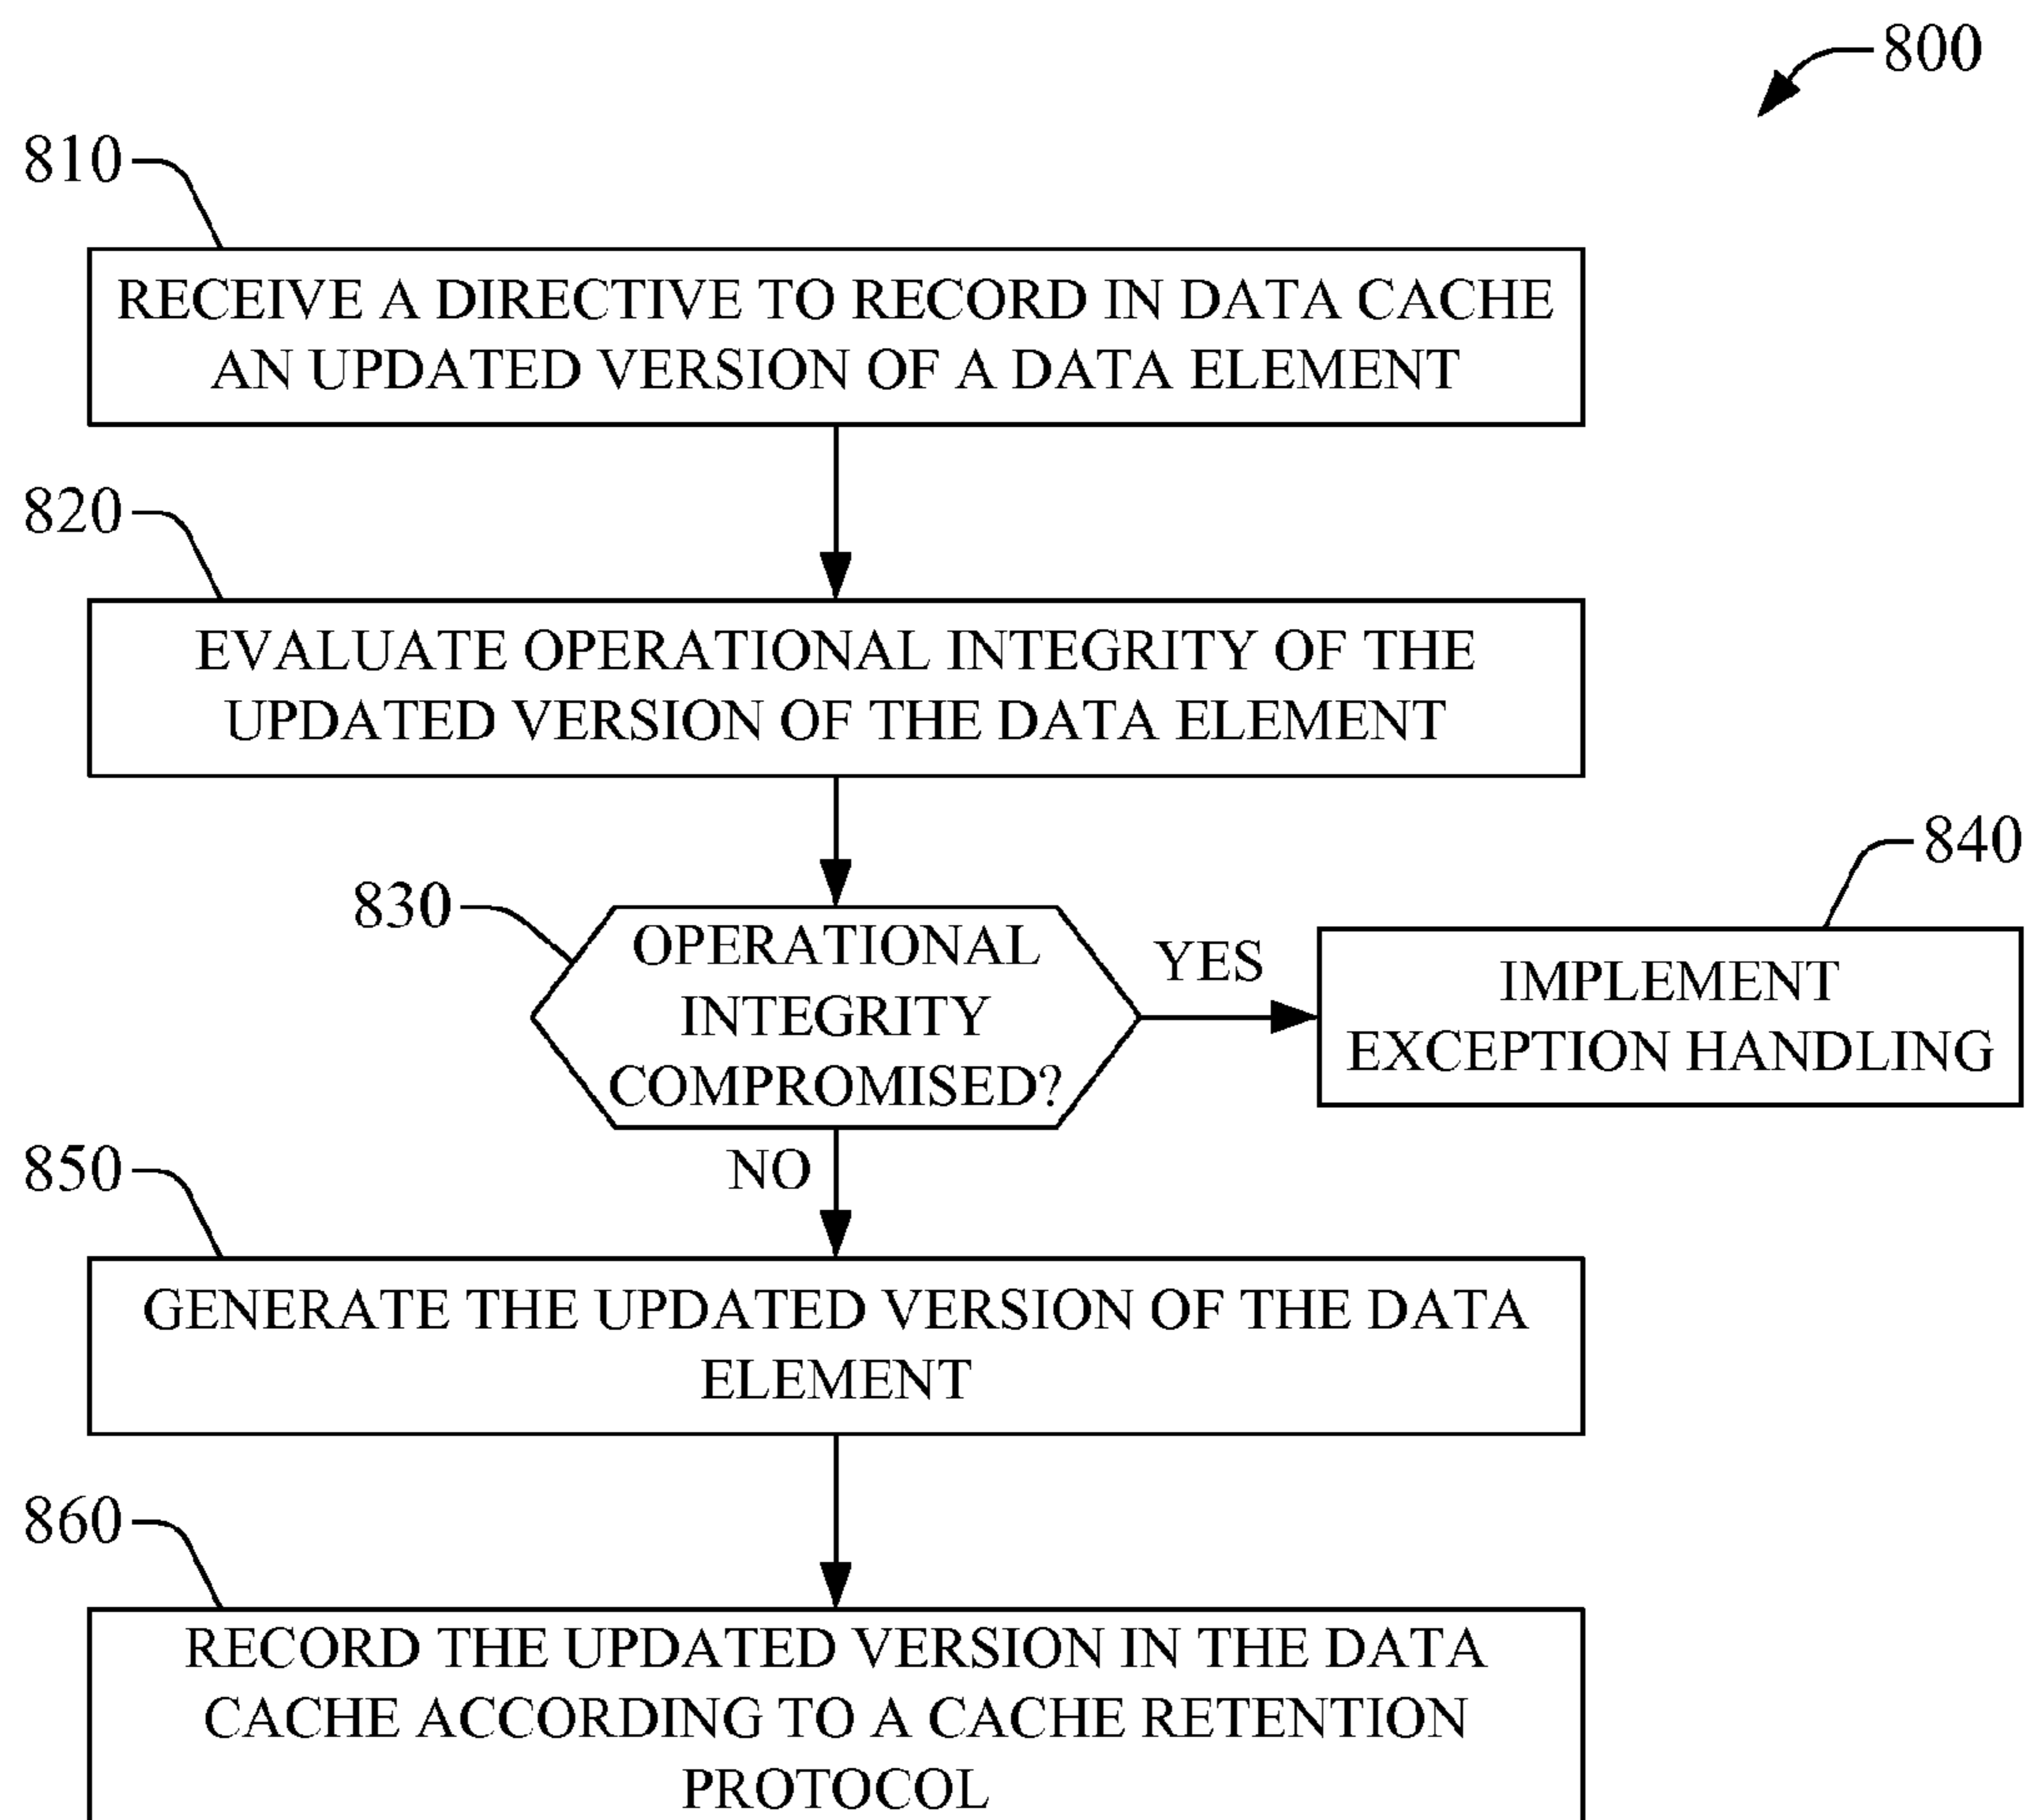 800
810
RECEIVE A DIRECTIVE TO RECORD IN DATA CACHE
AN UPDATED VERSION OF A DATA ELEMENT
820
EVALUATE OPERATIONAL INTEGRITY OF THE
UPDATED VERSION OF THE DATA ELEMENT
830
OPERATIONAL
INTEGRITY
COMPROMISED?
YES
840
IMPLEMENT
EXCEPTION HANDLING
NO
850
GENERATE THE UPDATED VERSION OF THE DATA
ELEMENT
860
RECORD THE UPDATED VERSION IN THE DATA
CACHE ACCORDING TO A CACHE RETENTION
PROTOCOL